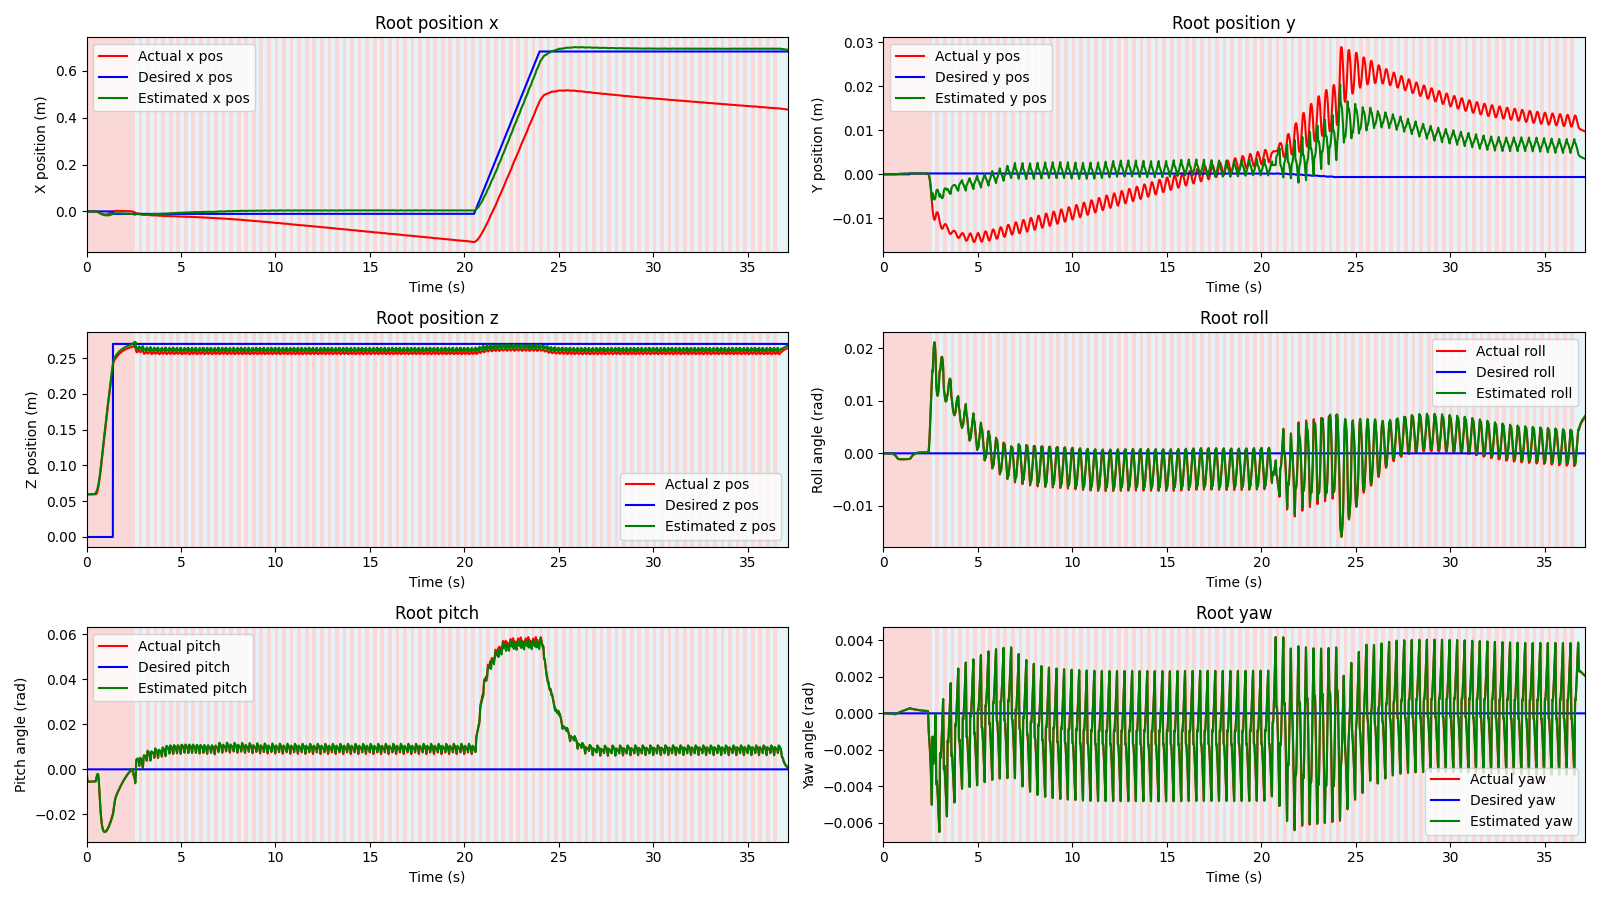 Root position x
Actual x pos
Desired x pos
Estimated x pos
X position (m)
0.6
0.4
0.2
0.0
0 5 10 15 20 25 30 35
Time (s)
Root position y
Actual y pos
Desired y pos
Estimated y pos
Y position (m)
0.03
0.02
0.01
0.00
−0.01
0 5 10 15 20 25 30 35
Time (s)
Root position z
Actual z pos
Desired z pos
Estimated z pos
Z position (m)
0.25
0.20
0.15
0.10
0.05
0.00
0 5 10 15 20 25 30 35
Time (s)
Root roll
Actual roll
Desired roll
Estimated roll
Roll angle (rad)
0.02
0.01
0.00
−0.01
0 5 10 15 20 25 30 35
Time (s)
Root pitch
Actual pitch
Desired pitch
Estimated pitch
Pitch angle (rad)
0.06
0.04
0.02
0.00
−0.02
0 5 10 15 20 25 30 35
Time (s)
Root yaw
Actual yaw
Desired yaw
Estimated yaw
Yaw angle (rad)
0.004
0.002
0.000
−0.002
−0.004
−0.006
0 5 10 15 20 25 30 35
Time (s)